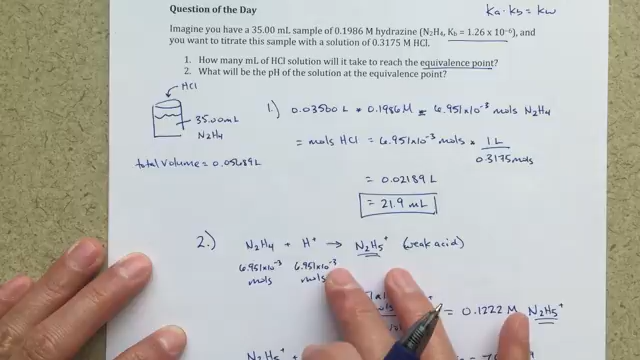 Question of the Day
Ka · Kb = Kw
Imagine you have a 35.00 mL sample of 0.1986 M hydrazine (N₂H₄, Kb = 1.26 x 10⁻⁶), and
you want to titrate this sample with a solution of 0.3175 M HCl.
1. How many mL of HCl solution will it take to reach the equivalence point?
2. What will be the pH of the solution at the equivalence point?
HCl
35.00mL
N₂H₄
total volume = 0.05689L
1.) 0.03500 L * 0.1986M = 6.951x10⁻³ mols N₂H₄
= mols HCl = 6.951x10⁻³ mols * 1L
0.3175 mols
= 0.02189 L
= 21.9 mL
2.) N₂H₄ + H⁺ → N₂H₅⁺ (weak acid)
6.951x10⁻³ 6.951x10⁻³
mols mols
= 0.1222 M N₂H₅⁺